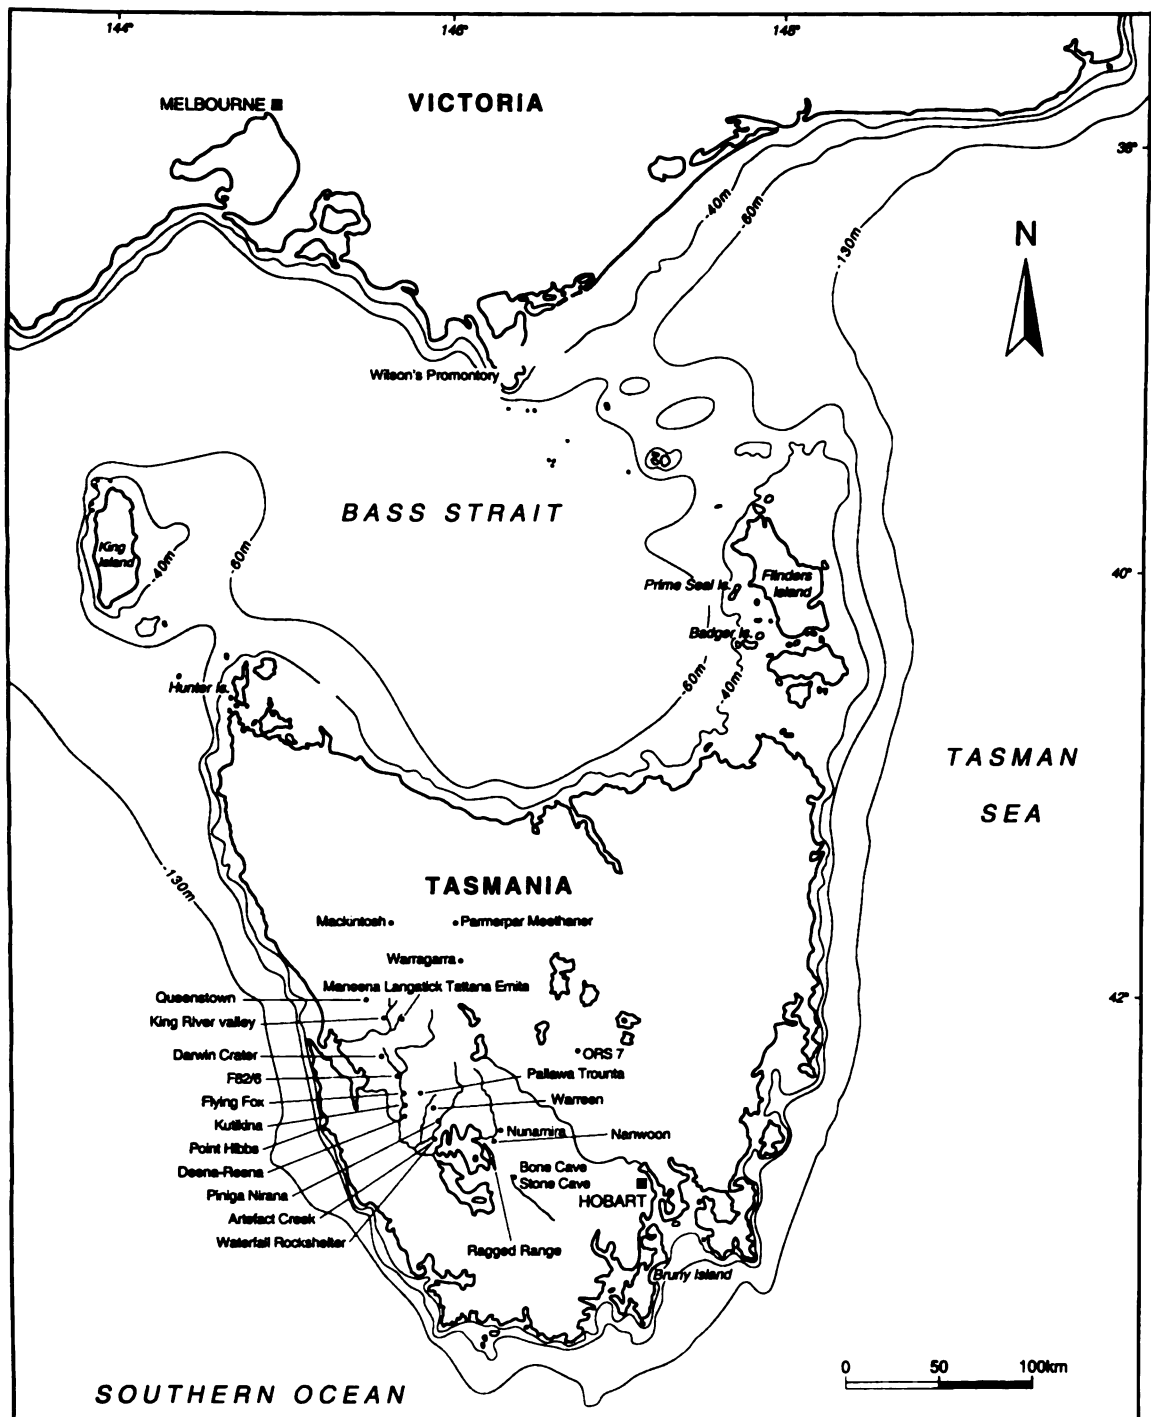 144°
146°
148°
MELBOURNE
VICTORIA
38°
-40m
-60m
-130m
N
Wilson's Promontory
BASS STRAIT
King
Island
-40m
-60m
40°
Prime Seal Is.
Flinders
Island
Badger Is.
Hunter Is.
-60m
-40m
TASMAN
SEA
-130m
TASMANIA
Mackintosh
Parmerpar Meethaner
Warragarra
Maneena Langatick Tattana Emita
Queenstown
42°
King River valley
Darwin Crater
ORS 7
F82/6
Pallawa Trounta
Flying Fox
Warreen
Kutikina
Nunamira
Nanwoon
Point Hibbs
Deena-Reena
Bone Cave
Stone Cave
Piniga Nirana
HOBART
Artefact Creek
Waterfall Rockshelter
Ragged Range
Bruny Island
0 50 100km
SOUTHERN OCEAN